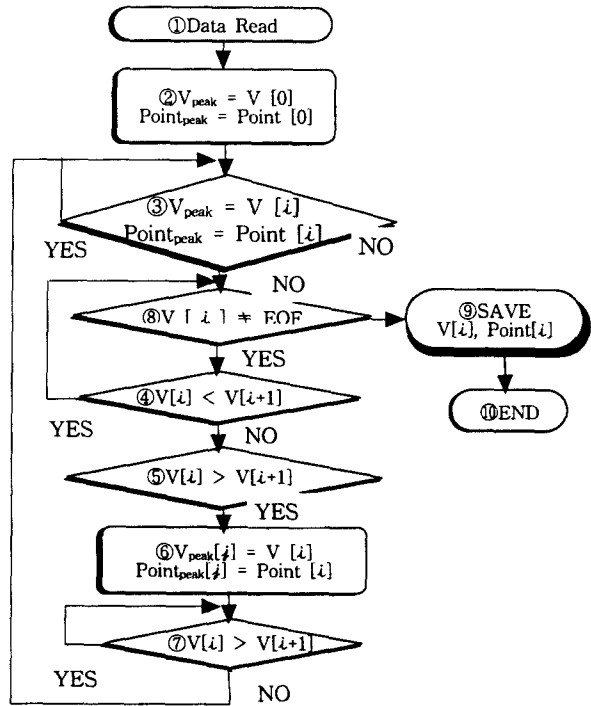 ①Data Read
②Vpeak = V [0]
Pointpeak = Point [0]
③Vpeak = V [i]
Pointpeak = Point [i]
YES
NO
NO
⑧V [ i ] ≠ EOF
⑨SAVE
V[i], Point[i]
YES
④V[i] < V[i+1]
⑩END
YES
NO
⑤V[i] > V[i+1]
YES
⑥Vpeak[j] = V [i]
Pointpeak[j] = Point [i]
⑦V[i] > V[i+1]
YES
NO